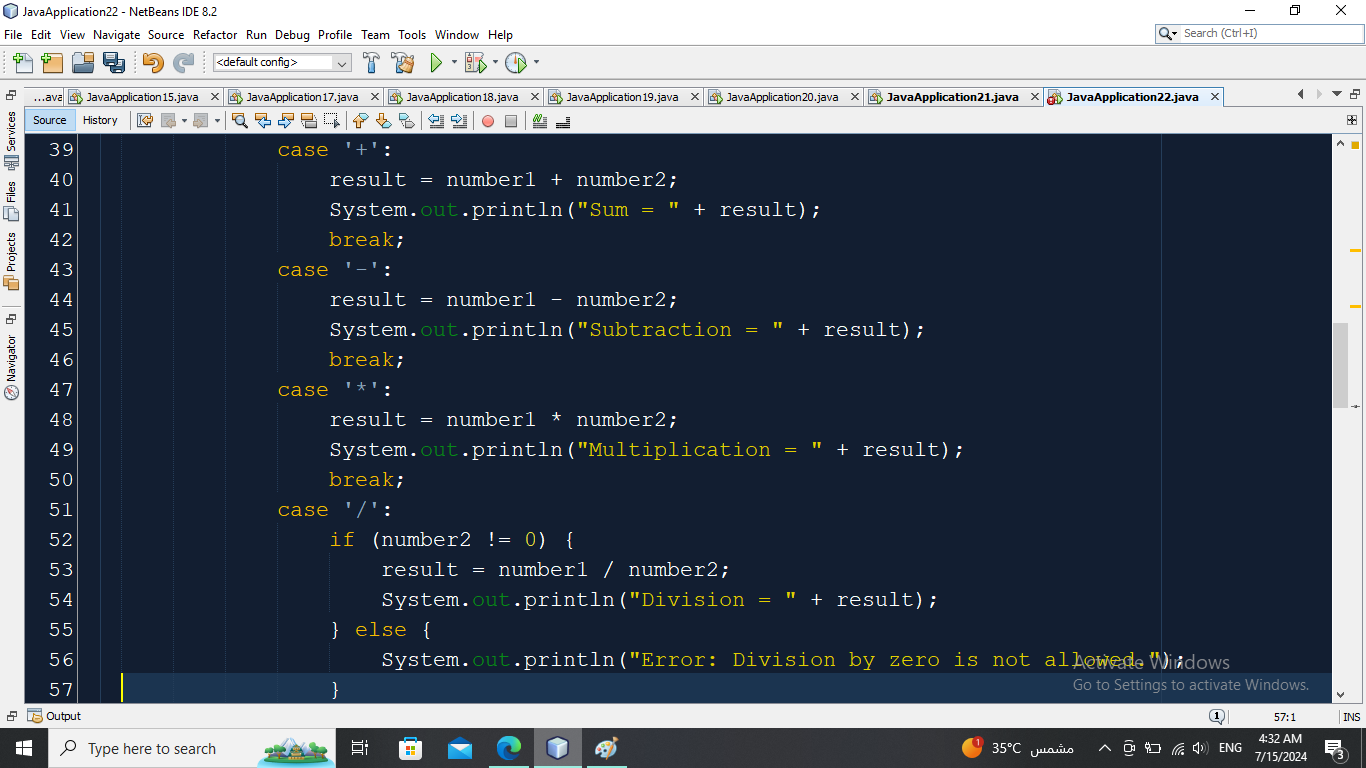 JavaApplication22 - NetBeans IDE 8.2
File Edit View Navigate Source Refactor Run Debug Profile Team Tools Window Help
Search (Ctrl+I)
<default config>
...ava JavaApplication15.java JavaApplication17.java JavaApplication18.java JavaApplication19.java JavaApplication20.java JavaApplication21.java JavaApplication22.java
Source History
Services
Files
Projects
Navigator
39 case '+':
40 result = number1 + number2;
41 System.out.println("Sum = " + result);
42 break;
43 case '-':
44 result = number1 - number2;
45 System.out.println("Subtraction = " + result);
46 break;
47 case '*':
48 result = number1 * number2;
49 System.out.println("Multiplication = " + result);
50 break;
51 case '/':
52 if (number2 != 0) {
53 result = number1 / number2;
54 System.out.println("Division = " + result);
55 } else {
56 System.out.println("Error: Division by zero is not allowed.");
57 }
Activate Windows
Go to Settings to activate Windows.
Output
1
57:1
INS
Type here to search
1
35°C مشمس
ENG
4:32 AM
7/15/2024
3